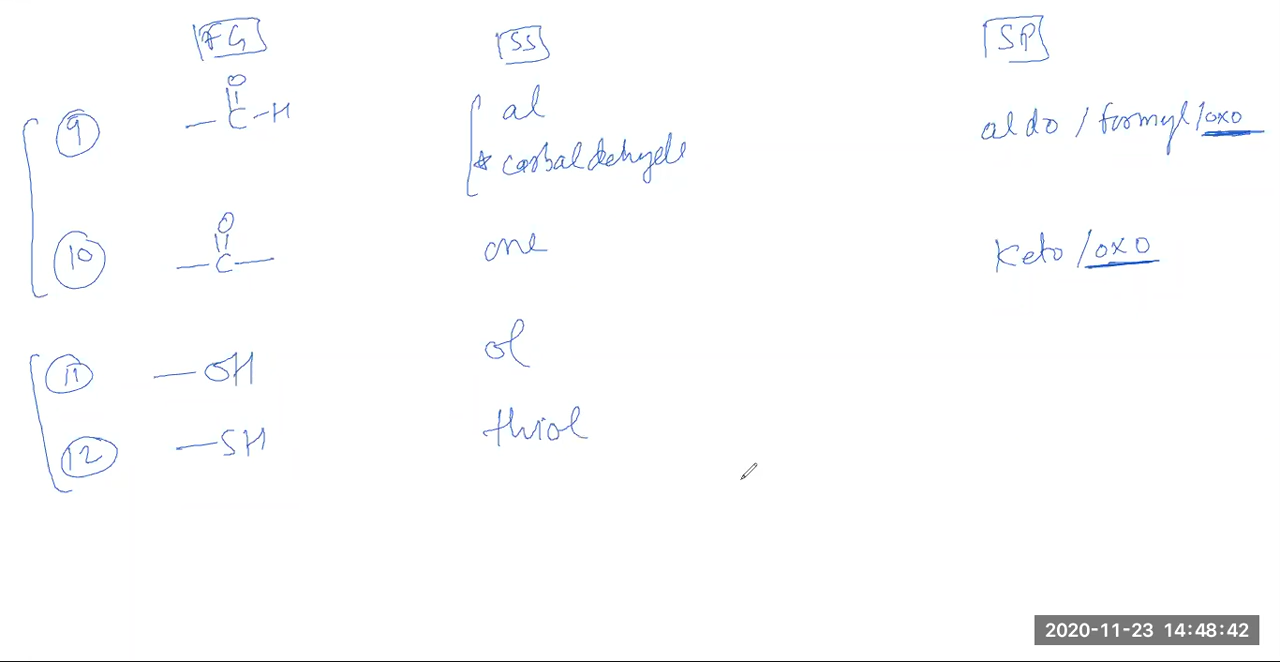 FG SS SP
9 —C(=O)—H al aldo / formyl / oxo
* carbaldehyde
10 —C(=O)— one Keto / oxo
11 —OH ol
12 —SH thiol
2020-11-23 14:48:42